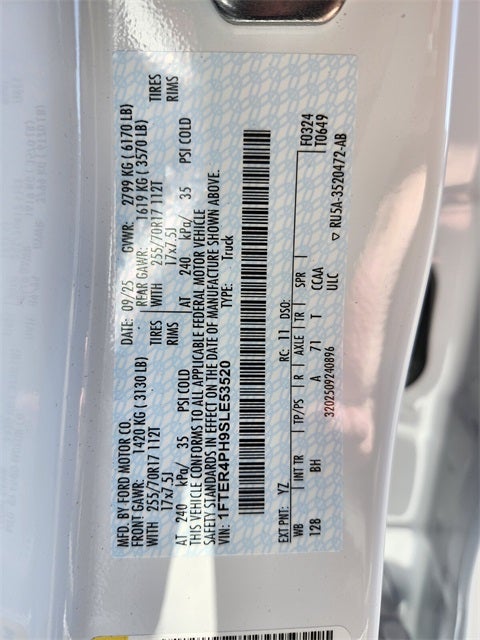 MFD. BY FORD MOTOR CO.
DATE: 09/25 GVWR: 2799 KG ( 6170 LB)
FRONT GAWR: 1420 KG ( 3130 LB) REAR GAWR: 1619 KG ( 3570 LB)
WITH 255/70R17 112T TIRES WITH 255/70R17 112T TIRES
17x7.5J RIMS 17x7.5J RIMS
AT 240 kPa/ 35 PSI COLD AT 240 kPa/ 35 PSI COLD
THIS VEHICLE CONFORMS TO ALL APPLICABLE FEDERAL MOTOR VEHICLE
SAFETY STANDARDS IN EFFECT ON THE DATE OF MANUFACTURE SHOWN ABOVE.
VIN: 1FTER4PH9SLE53520 TYPE: Truck
EXT PNT: YZ RC: 11 DSO: F0324
WB INT TR TP/PS R AXLE TR SPR T0649
128 BH A 71 T CCAA
ULC
3202509240896 RU5A-3520472-AB